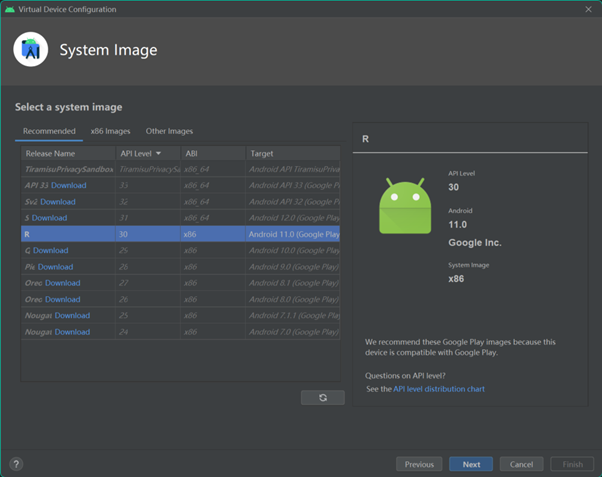 Virtual Device Configuration
System Image
Select a system image
Recommended x86 Images Other Images
Release Name API Level ABI Target
TiramisuPrivacySandbox TiramisuPrivacySandbox x86_64 Android API TiramisuPri
API 33 Download 33 x86_64 Android API 33 (Google Play
Download 32 x86_64 Android API 32 (Google Play
S Download 31 x86_64 Android 12.0 (Google Play
R 30 x86 Android 11.0 (Google Play
Download x86 Android 10.0 (Google Play)
Download x86 Android 9.0 (Google Play)
Oreo Download 27 x86 Android 8.1 (Google Play)
Oreo Download 26 x86 Android 8.0 (Google Play)
Nougat Download 25 x86 Android 7.1.1 (Google Play
Nougat Download 24 x86 Android 7.0 (Google Play)
R
API Level
30
Android
11.0
Google Inc.
System Image
x86
We recommend these Google Play images because this
device is compatible with Google Play.
Questions on API level?
See the API level distribution chart
? Previous Next Cancel Finish